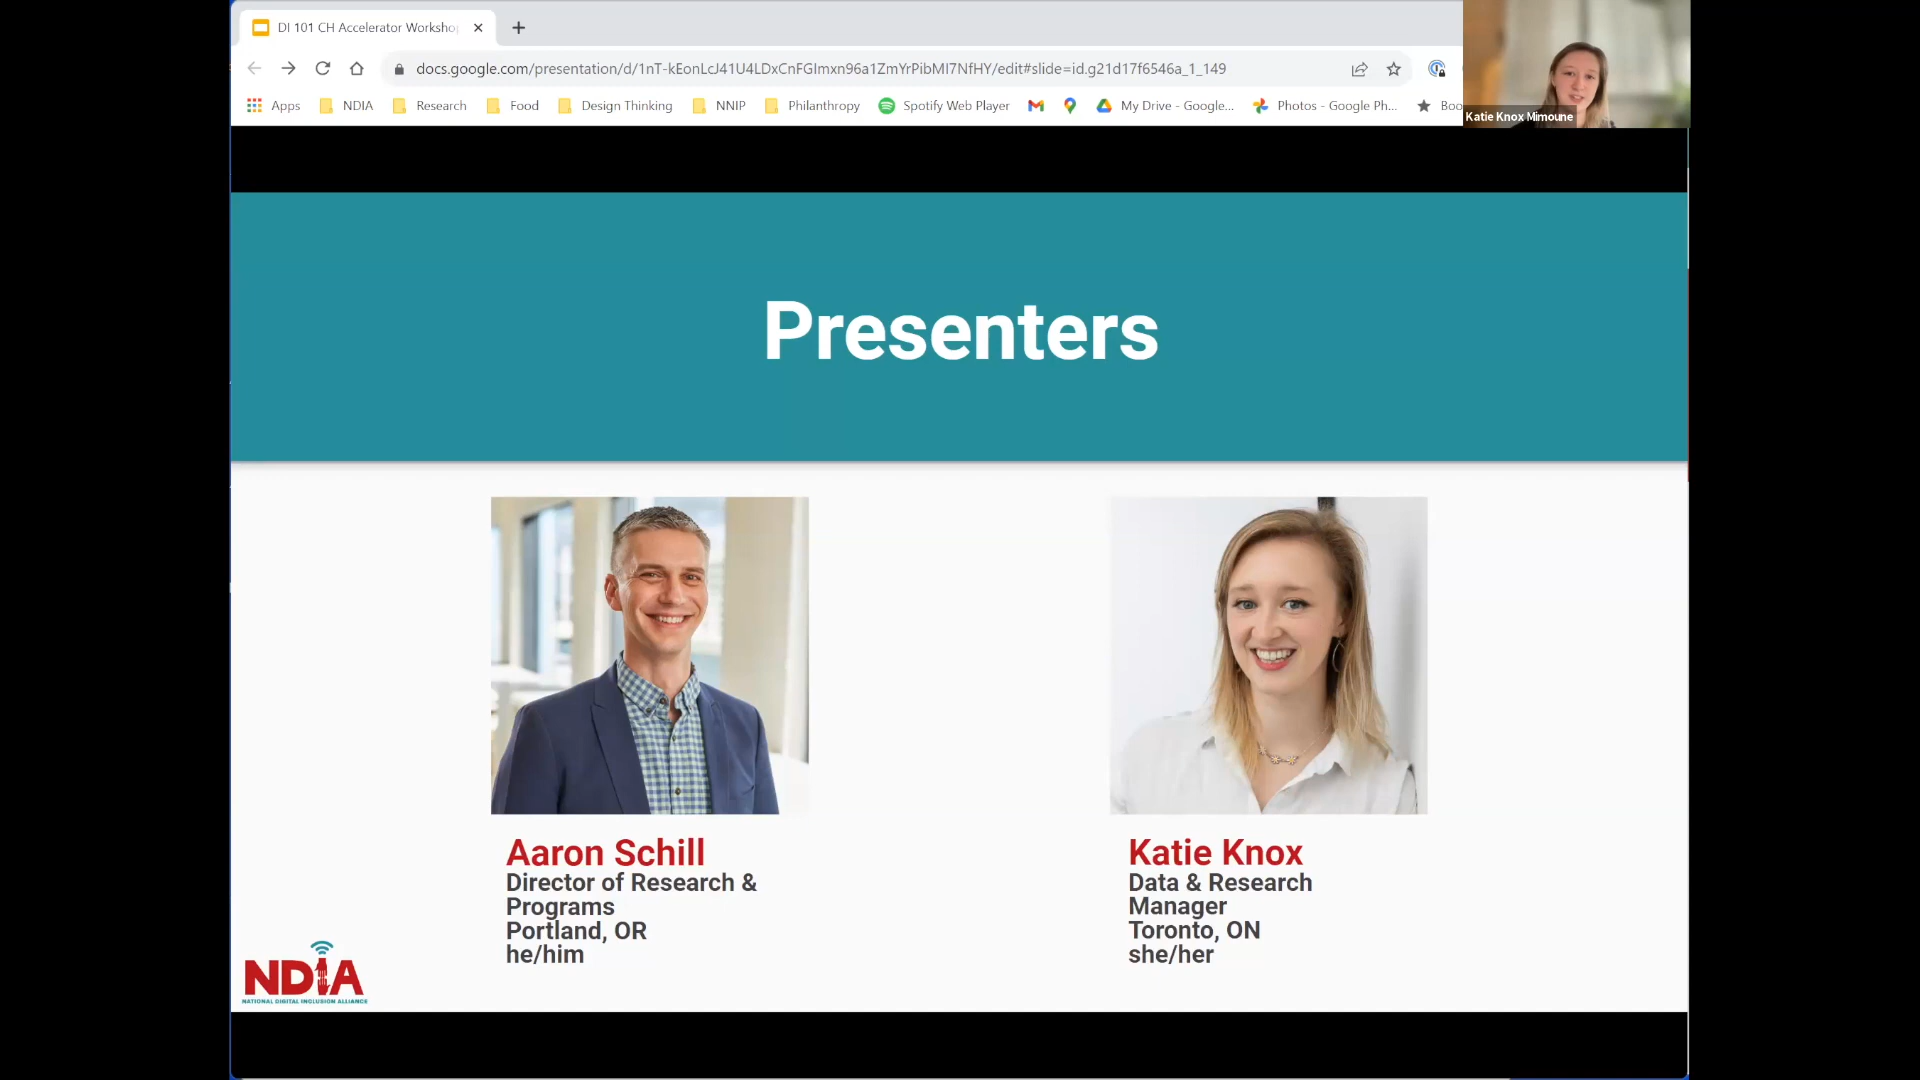 DI 101 CH Accelerator Worksho
docs.google.com/presentation/d/1nT-kEonLcJ41U4LDxCnFGImxn96a1ZmYrPibMl7NfHY/edit#slide=id.g21d17f6546a_1_149
Apps NDIA Research Food Design Thinking NNIP Philanthropy Spotify Web Player My Drive - Google... Photos - Google Ph... Boo
Katie Knox Mimoune
Presenters
Aaron Schill
Director of Research &
Programs
Portland, OR
he/him
Katie Knox
Data & Research
Manager
Toronto, ON
she/her
NDIA
NATIONAL DIGITAL INCLUSION ALLIANCE